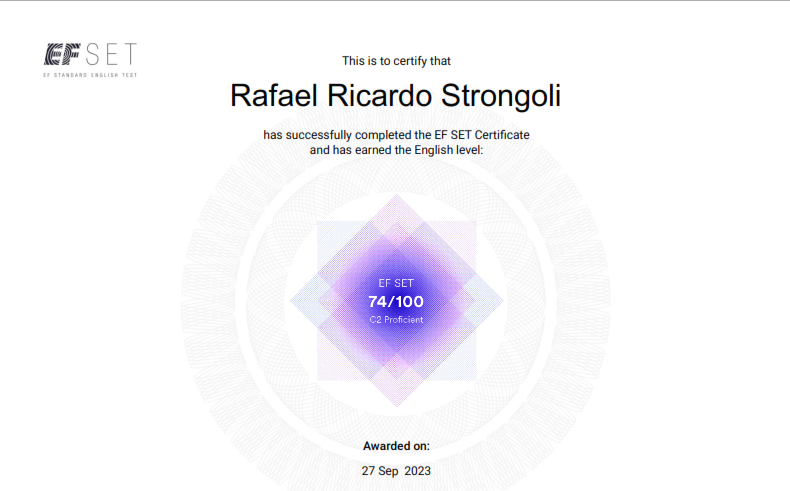 EF SET
EF STANDARD ENGLISH TEST
This is to certify that
Rafael Ricardo Strongoli
has successfully completed the EF SET Certificate
and has earned the English level:
EF SET
74/100
C2 Proficient
Awarded on:
27 Sep 2023